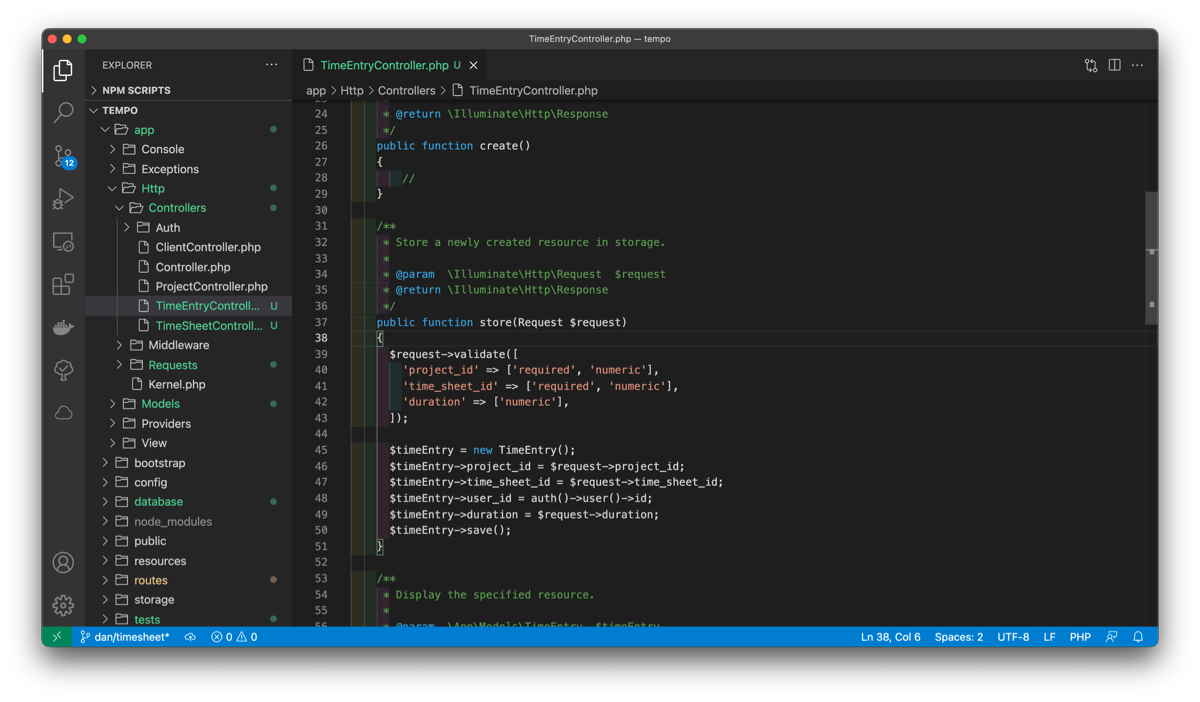 TimeEntryController.php — tempo
EXPLORER
NPM SCRIPTS
TEMPO
app
Console
Exceptions
Http
Controllers
Auth
ClientController.php
Controller.php
ProjectController.php
TimeEntryControll... U
TimeSheetControll... U
Middleware
Requests
Kernel.php
Models
Providers
View
bootstrap
config
database
node_modules
public
resources
routes
storage
tests
12
TimeEntryController.php U
app > Http > Controllers > TimeEntryController.php
24 * @return \Illuminate\Http\Response
25 */
26 public function create()
27 {
28 //
29 }
30
31 /**
32 * Store a newly created resource in storage.
33 *
34 * @param  \Illuminate\Http\Request  $request
35 * @return \Illuminate\Http\Response
36 */
37 public function store(Request $request)
38 {
39 $request->validate([
40 'project_id' => ['required', 'numeric'],
41 'time_sheet_id' => ['required', 'numeric'],
42 'duration' => ['numeric'],
43 ]);
44
45 $timeEntry = new TimeEntry();
46 $timeEntry->project_id = $request->project_id;
47 $timeEntry->time_sheet_id = $request->time_sheet_id;
48 $timeEntry->user_id = auth()->user()->id;
49 $timeEntry->duration = $request->duration;
50 $timeEntry->save();
51 }
52
53 /**
54 * Display the specified resource.
55 *
56 * @param  \App\Models\TimeEntry  $timeEntry
dan/timesheet* 0 0 Ln 38, Col 6 Spaces: 2 UTF-8 LF PHP